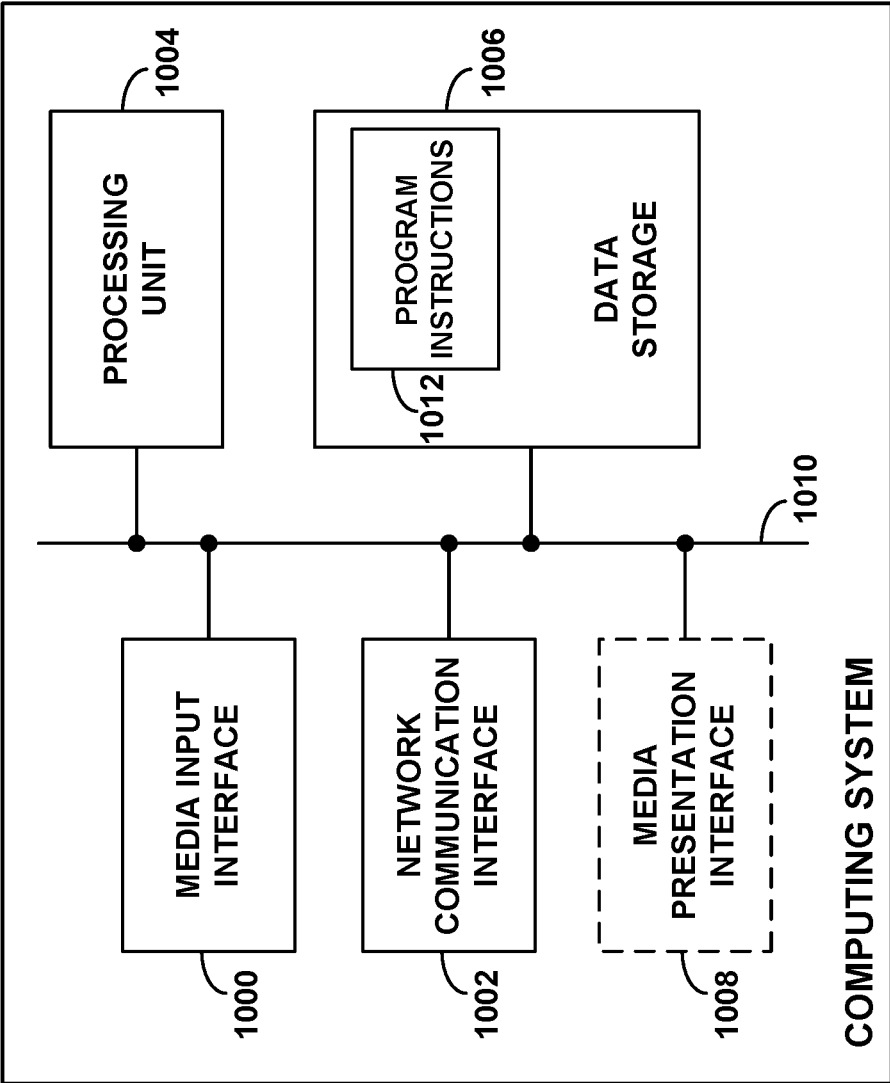 1004
PROCESSING
UNIT
1006
PROGRAM
INSTRUCTIONS
1012
DATA
STORAGE
1010
MEDIA INPUT
INTERFACE
1000
NETWORK
COMMUNICATION
INTERFACE
1002
MEDIA
PRESENTATION
INTERFACE
1008
COMPUTING SYSTEM